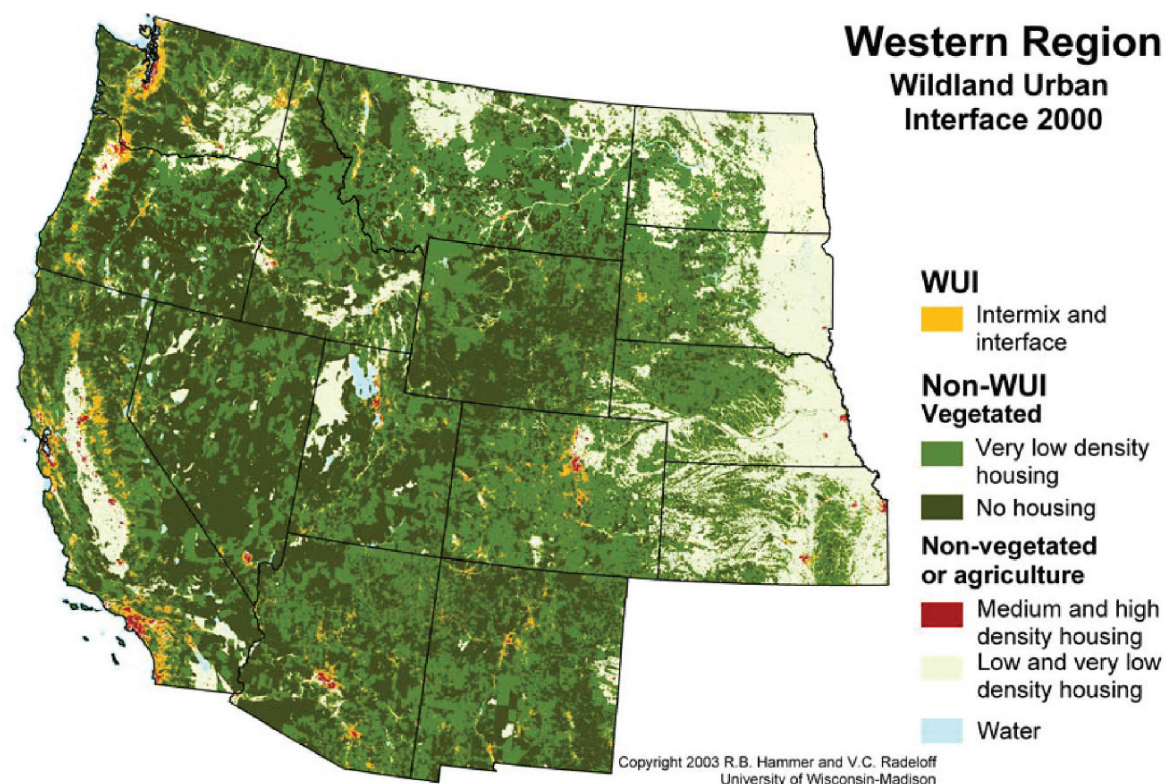 Western Region
Wildland Urban
Interface 2000
WUI
Intermix and
interface
Non-WUI
Vegetated
Very low density
housing
No housing
Non-vegetated
or agriculture
Medium and high
density housing
Low and very low
density housing
Water
Copyright 2003 R.B. Hammer and V.C. Radeloff
University of Wisconsin-Madison